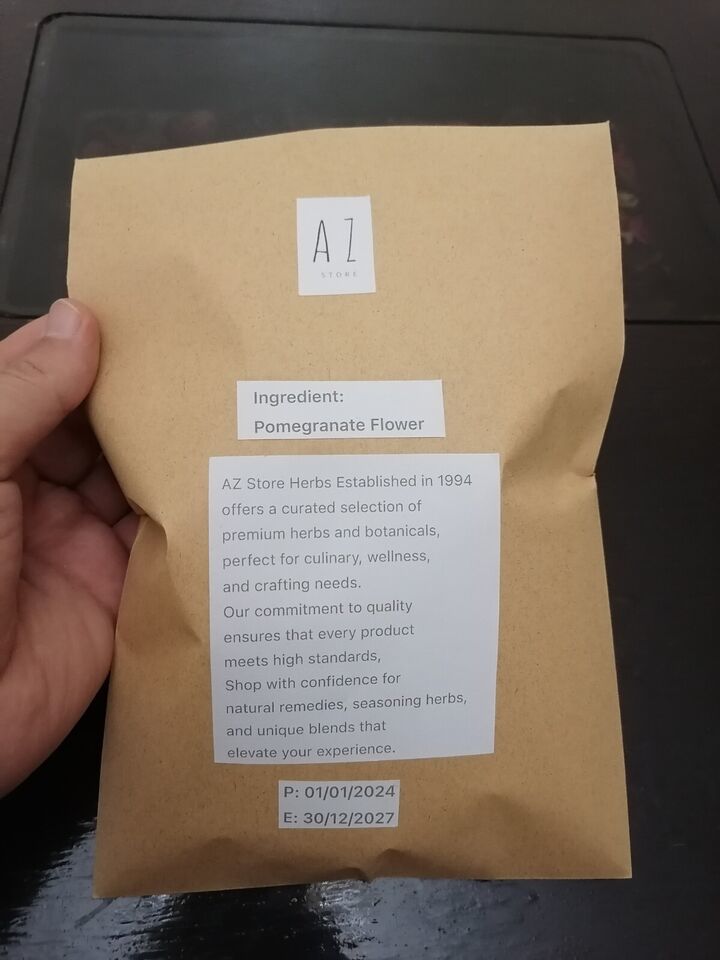 A Z
STORE
Ingredient:
Pomegranate Flower
AZ Store Herbs Established in 1994
offers a curated selection of
premium herbs and botanicals,
perfect for culinary, wellness,
and crafting needs.
Our commitment to quality
ensures that every product
meets high standards,
Shop with confidence for
natural remedies, seasoning herbs,
and unique blends that
elevate your experience.
P: 01/01/2024
E: 30/12/2027